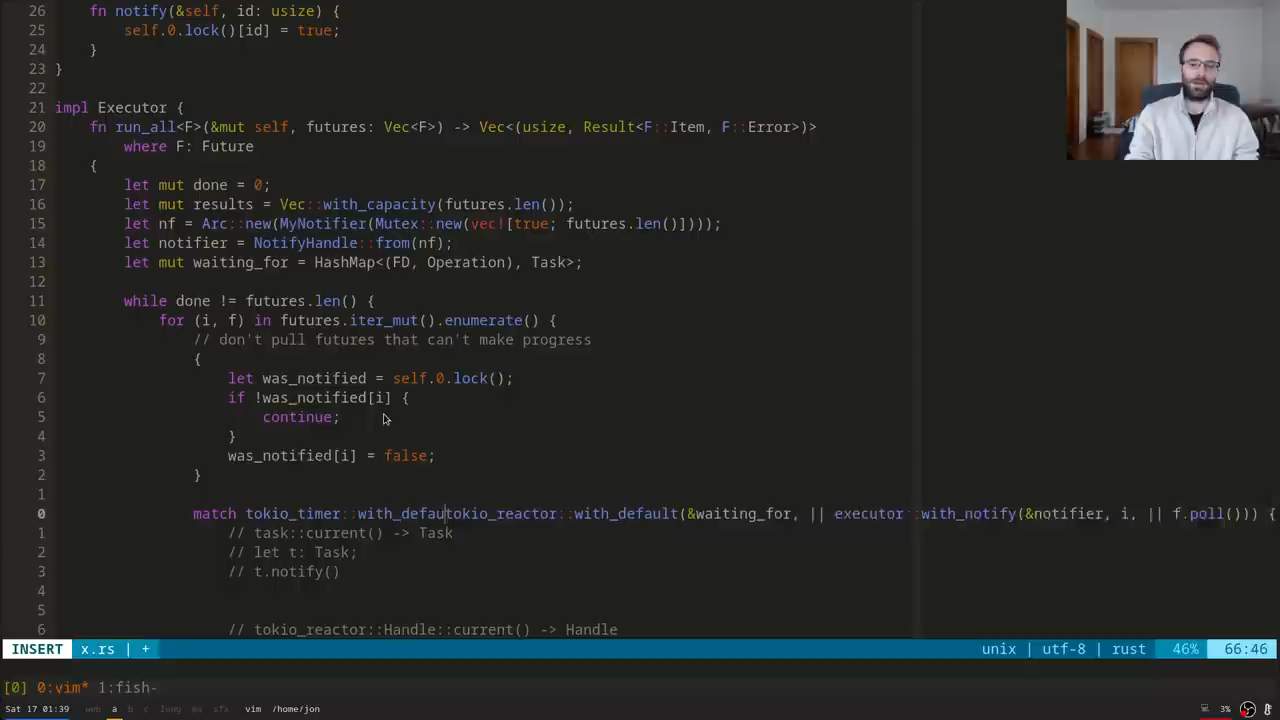 26 fn notify(&self, id: usize) {
25 self.0.lock()[id] = true;
24 }
23 }
22
21 impl Executor {
20 fn run_all<F>(&mut self, futures: Vec<F>) -> Vec<(usize, Result<F::Item, F::Error>)>
19 where F: Future
18 {
17 let mut done = 0;
16 let mut results = Vec::with_capacity(futures.len());
15 let nf = Arc::new(MyNotifier(Mutex::new(vec![true; futures.len()])));
14 let notifier = NotifyHandle::from(nf);
13 let mut waiting_for = HashMap<(FD, Operation), Task>;
12
11 while done != futures.len() {
10 for (i, f) in futures.iter_mut().enumerate() {
9 // don't pull futures that can't make progress
8 {
7 let was_notified = self.0.lock();
6 if !was_notified[i] {
5 continue;
4 }
3 was_notified[i] = false;
2 }
1
0 match tokio_timer::with_defautokio_reactor::with_default(&waiting_for, || executor::with_notify(&notifier, i, || f.poll())) {
1 // task::current() -> Task
2 // let t: Task;
3 // t.notify()
4
5
6 // tokio_reactor::Handle::current() -> Handle
INSERT x.rs | + unix | utf-8 | rust 46% 66:46
[0] 0:vim* 1:fish-
Sat 17 01:39 web a b c lung mx sfx vim /home/jon 3%